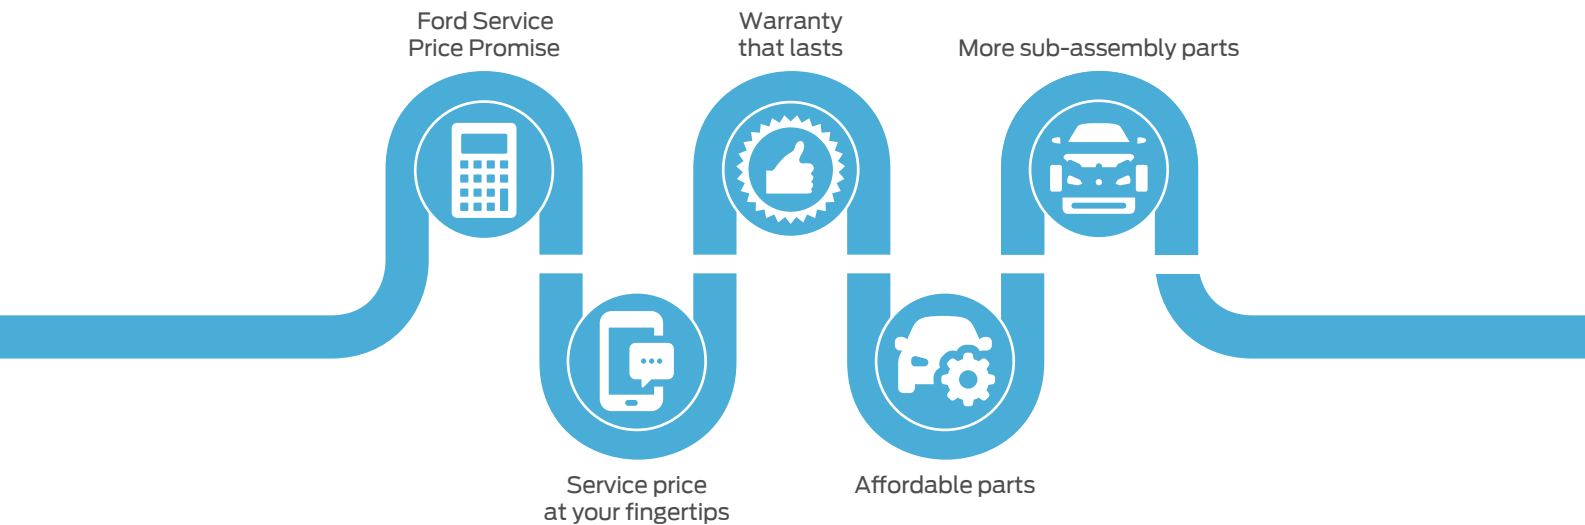 Ford Service
Price Promise
Warranty
that lasts
More sub-assembly parts
Service price
at your fingertips
Affordable parts